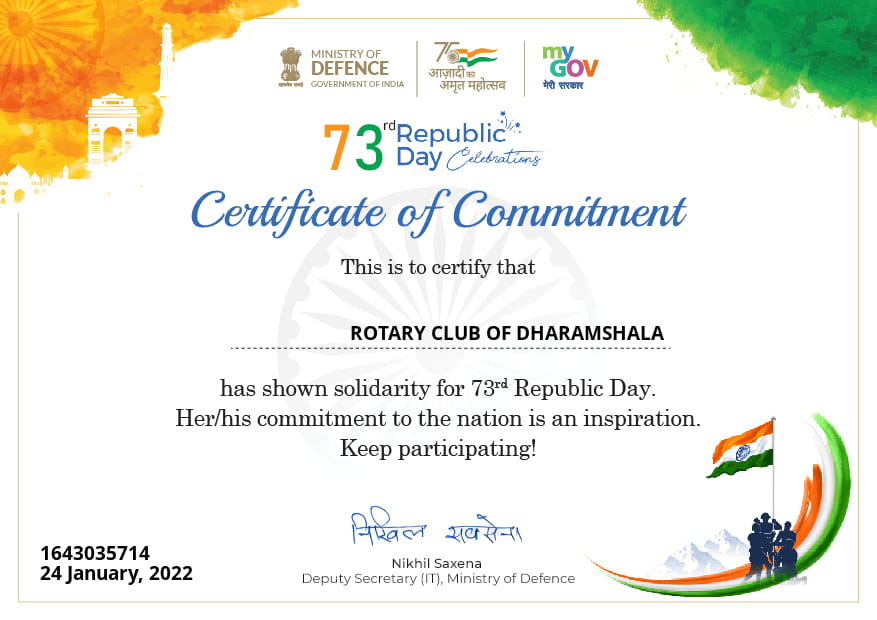 MINISTRY OF
DEFENCE
GOVERNMENT OF INDIA
सत्यमेव जयते
75
आज़ादी का
अमृत महोत्सव
my
GOV
मेरी सरकार
73rd Republic
Day Celebrations
Certificate of Commitment
This is to certify that
ROTARY CLUB OF DHARAMSHALA
has shown solidarity for 73rd Republic Day.
Her/his commitment to the nation is an inspiration.
Keep participating!
निखिल सक्सेना
Nikhil Saxena
Deputy Secretary (IT), Ministry of Defence
1643035714
24 January, 2022